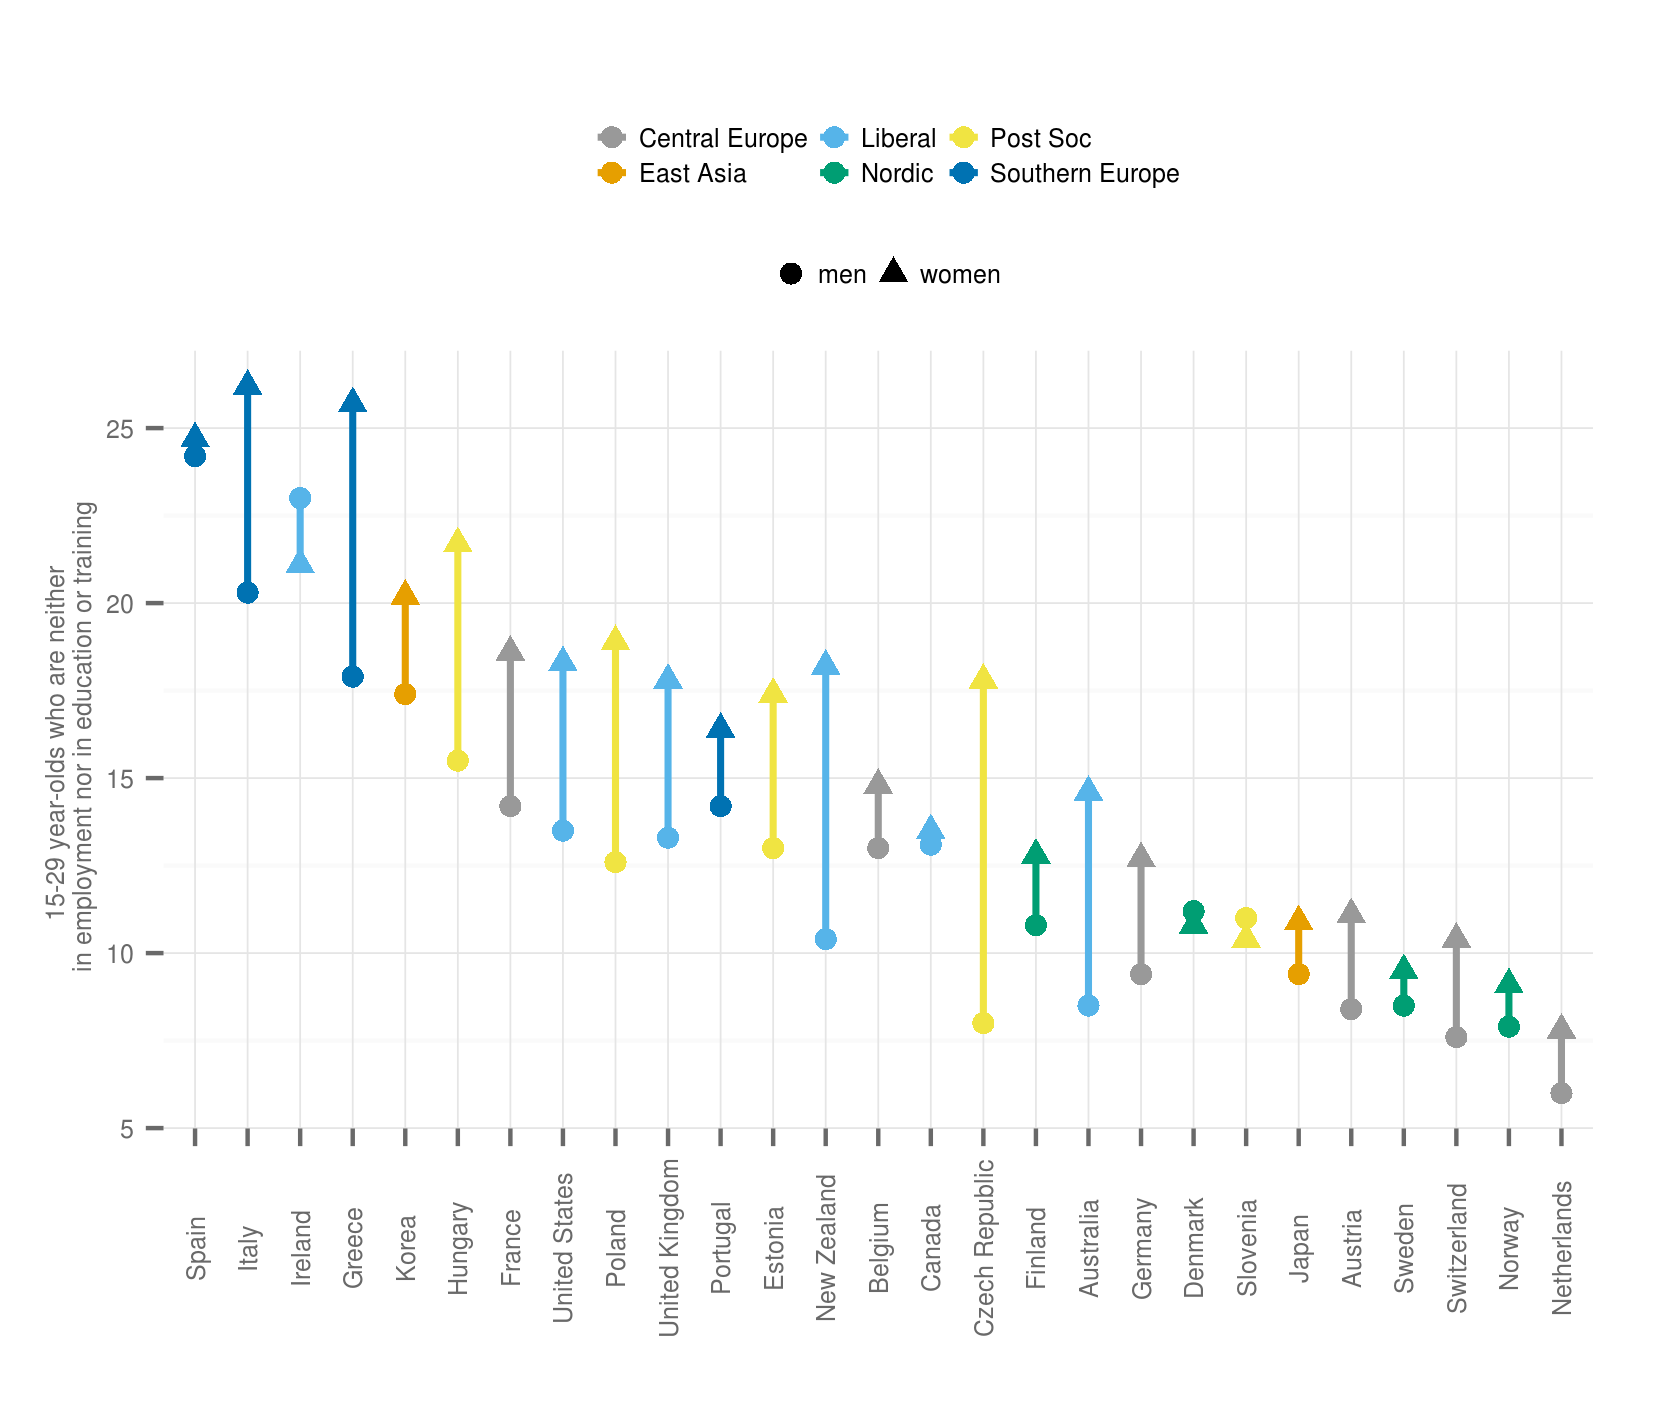 Central Europe Liberal Post Soc
East Asia Nordic Southern Europe
men women
15-29 year-olds who are neither
in employment nor in education or training
25
20
15
10
5
Spain
Italy
Ireland
Greece
Korea
Hungary
France
United States
Poland
United Kingdom
Portugal
Estonia
New Zealand
Belgium
Canada
Czech Republic
Finland
Australia
Germany
Denmark
Slovenia
Japan
Austria
Sweden
Switzerland
Norway
Netherlands